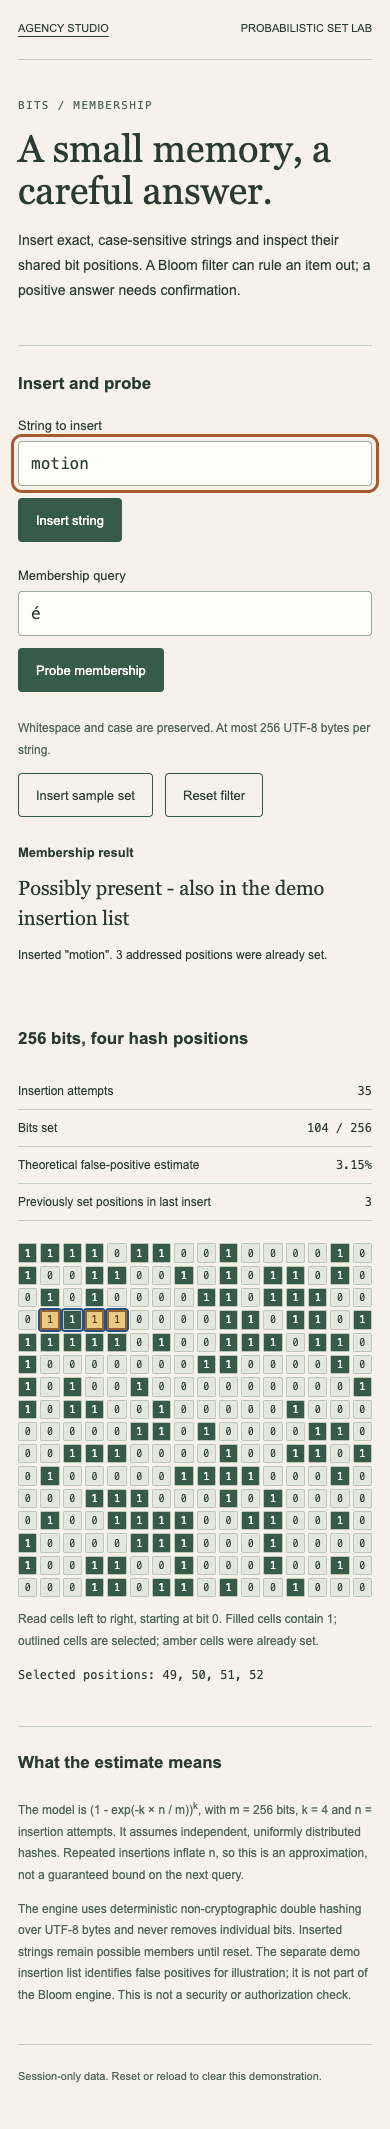 AGENCY STUDIO
PROBABILISTIC SET LAB
BITS / MEMBERSHIP
A small memory, a
careful answer.
Insert exact, case-sensitive strings and inspect their
shared bit positions. A Bloom filter can rule an item out; a
positive answer needs confirmation.
Insert and probe
String to insert
motion
Insert string
Membership query
é
Probe membership
Whitespace and case are preserved. At most 256 UTF-8 bytes per
string.
Insert sample set
Reset filter
Membership result
Possibly present - also in the demo
insertion list
Inserted "motion". 3 addressed positions were already set.
256 bits, four hash positions
Insertion attempts 35
Bits set 104 / 256
Theoretical false-positive estimate 3.15%
Previously set positions in last insert 3
1 1 1 1 0 1 1 0 0 1 0 0 0 0 1 0
1 0 0 1 1 0 0 1 0 1 0 1 1 0 1 0
0 1 0 1 0 0 0 0 1 1 0 1 1 1 0 0
0 1 1 1 1 0 0 0 0 1 1 0 1 1 0 1
1 1 1 1 1 0 1 0 0 1 1 1 0 1 1 0
1 0 0 0 0 0 0 0 1 1 0 0 0 0 1 0
1 0 1 0 0 1 0 0 0 0 0 0 0 0 0 1
1 0 1 1 0 0 1 0 0 0 0 0 1 0 0 0
0 0 0 0 0 1 1 0 1 0 0 0 0 1 1 0
0 0 1 1 1 0 0 0 0 1 0 0 1 1 0 1
0 1 0 0 0 0 0 1 1 1 1 0 0 0 1 0
0 0 0 1 1 1 0 0 0 1 0 1 0 0 0 0
0 1 0 0 1 1 1 1 0 0 1 1 0 0 1 0
1 0 0 0 0 1 1 1 0 0 0 1 0 0 0 0
1 0 0 1 1 0 0 1 0 0 0 1 0 0 1 0
0 0 0 1 1 0 1 1 0 1 0 0 1 0 0 0
Read cells left to right, starting at bit 0. Filled cells contain 1;
outlined cells are selected; amber cells were already set.
Selected positions: 49, 50, 51, 52
What the estimate means
The model is (1 - exp(-k × n / m))^k, with m = 256 bits, k = 4 and n =
insertion attempts. It assumes independent, uniformly distributed
hashes. Repeated insertions inflate n, so this is an approximation,
not a guaranteed bound on the next query.
The engine uses deterministic non-cryptographic double hashing
over UTF-8 bytes and never removes individual bits. Inserted
strings remain possible members until reset. The separate demo
insertion list identifies false positives for illustration; it is not part of
the Bloom engine. This is not a security or authorization check.
Session-only data. Reset or reload to clear this demonstration.